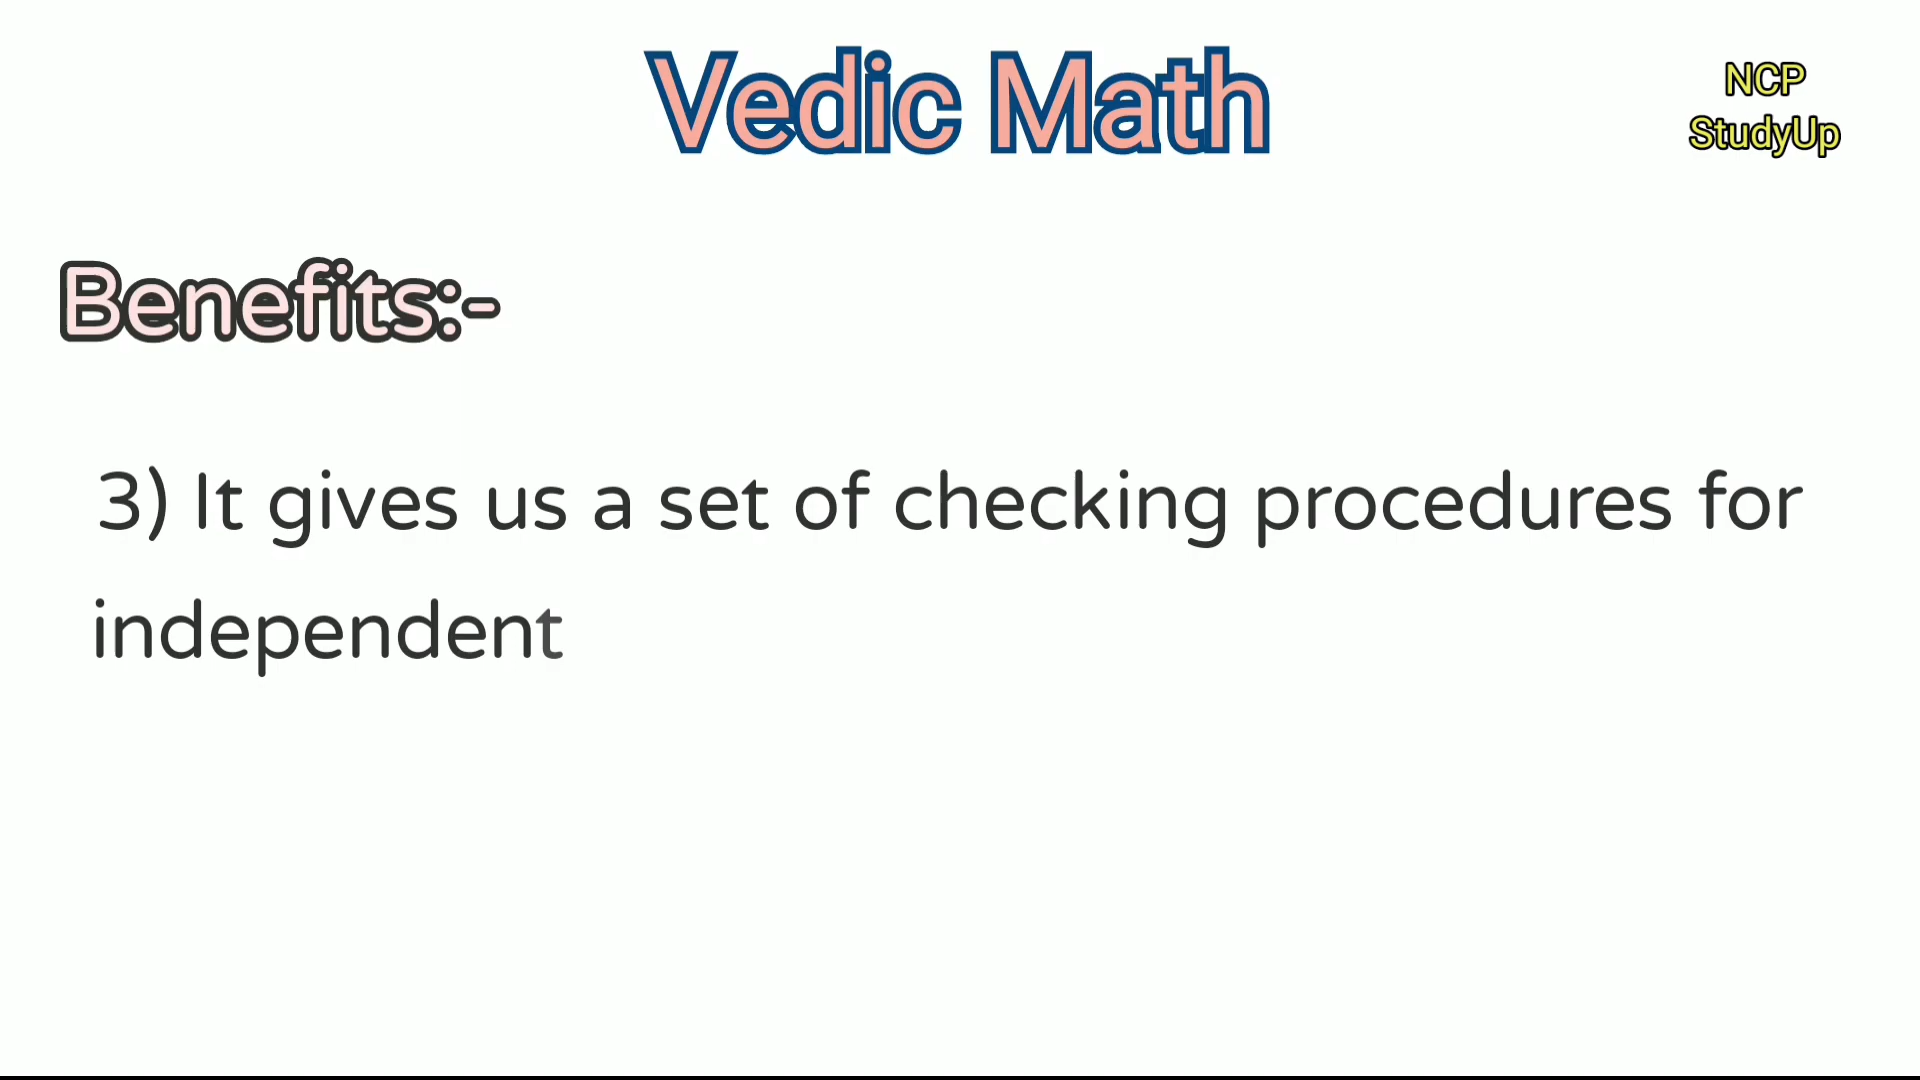 Vedic Math
NCP
StudyUp
Benefits:-
3) It gives us a set of checking procedures for
independent